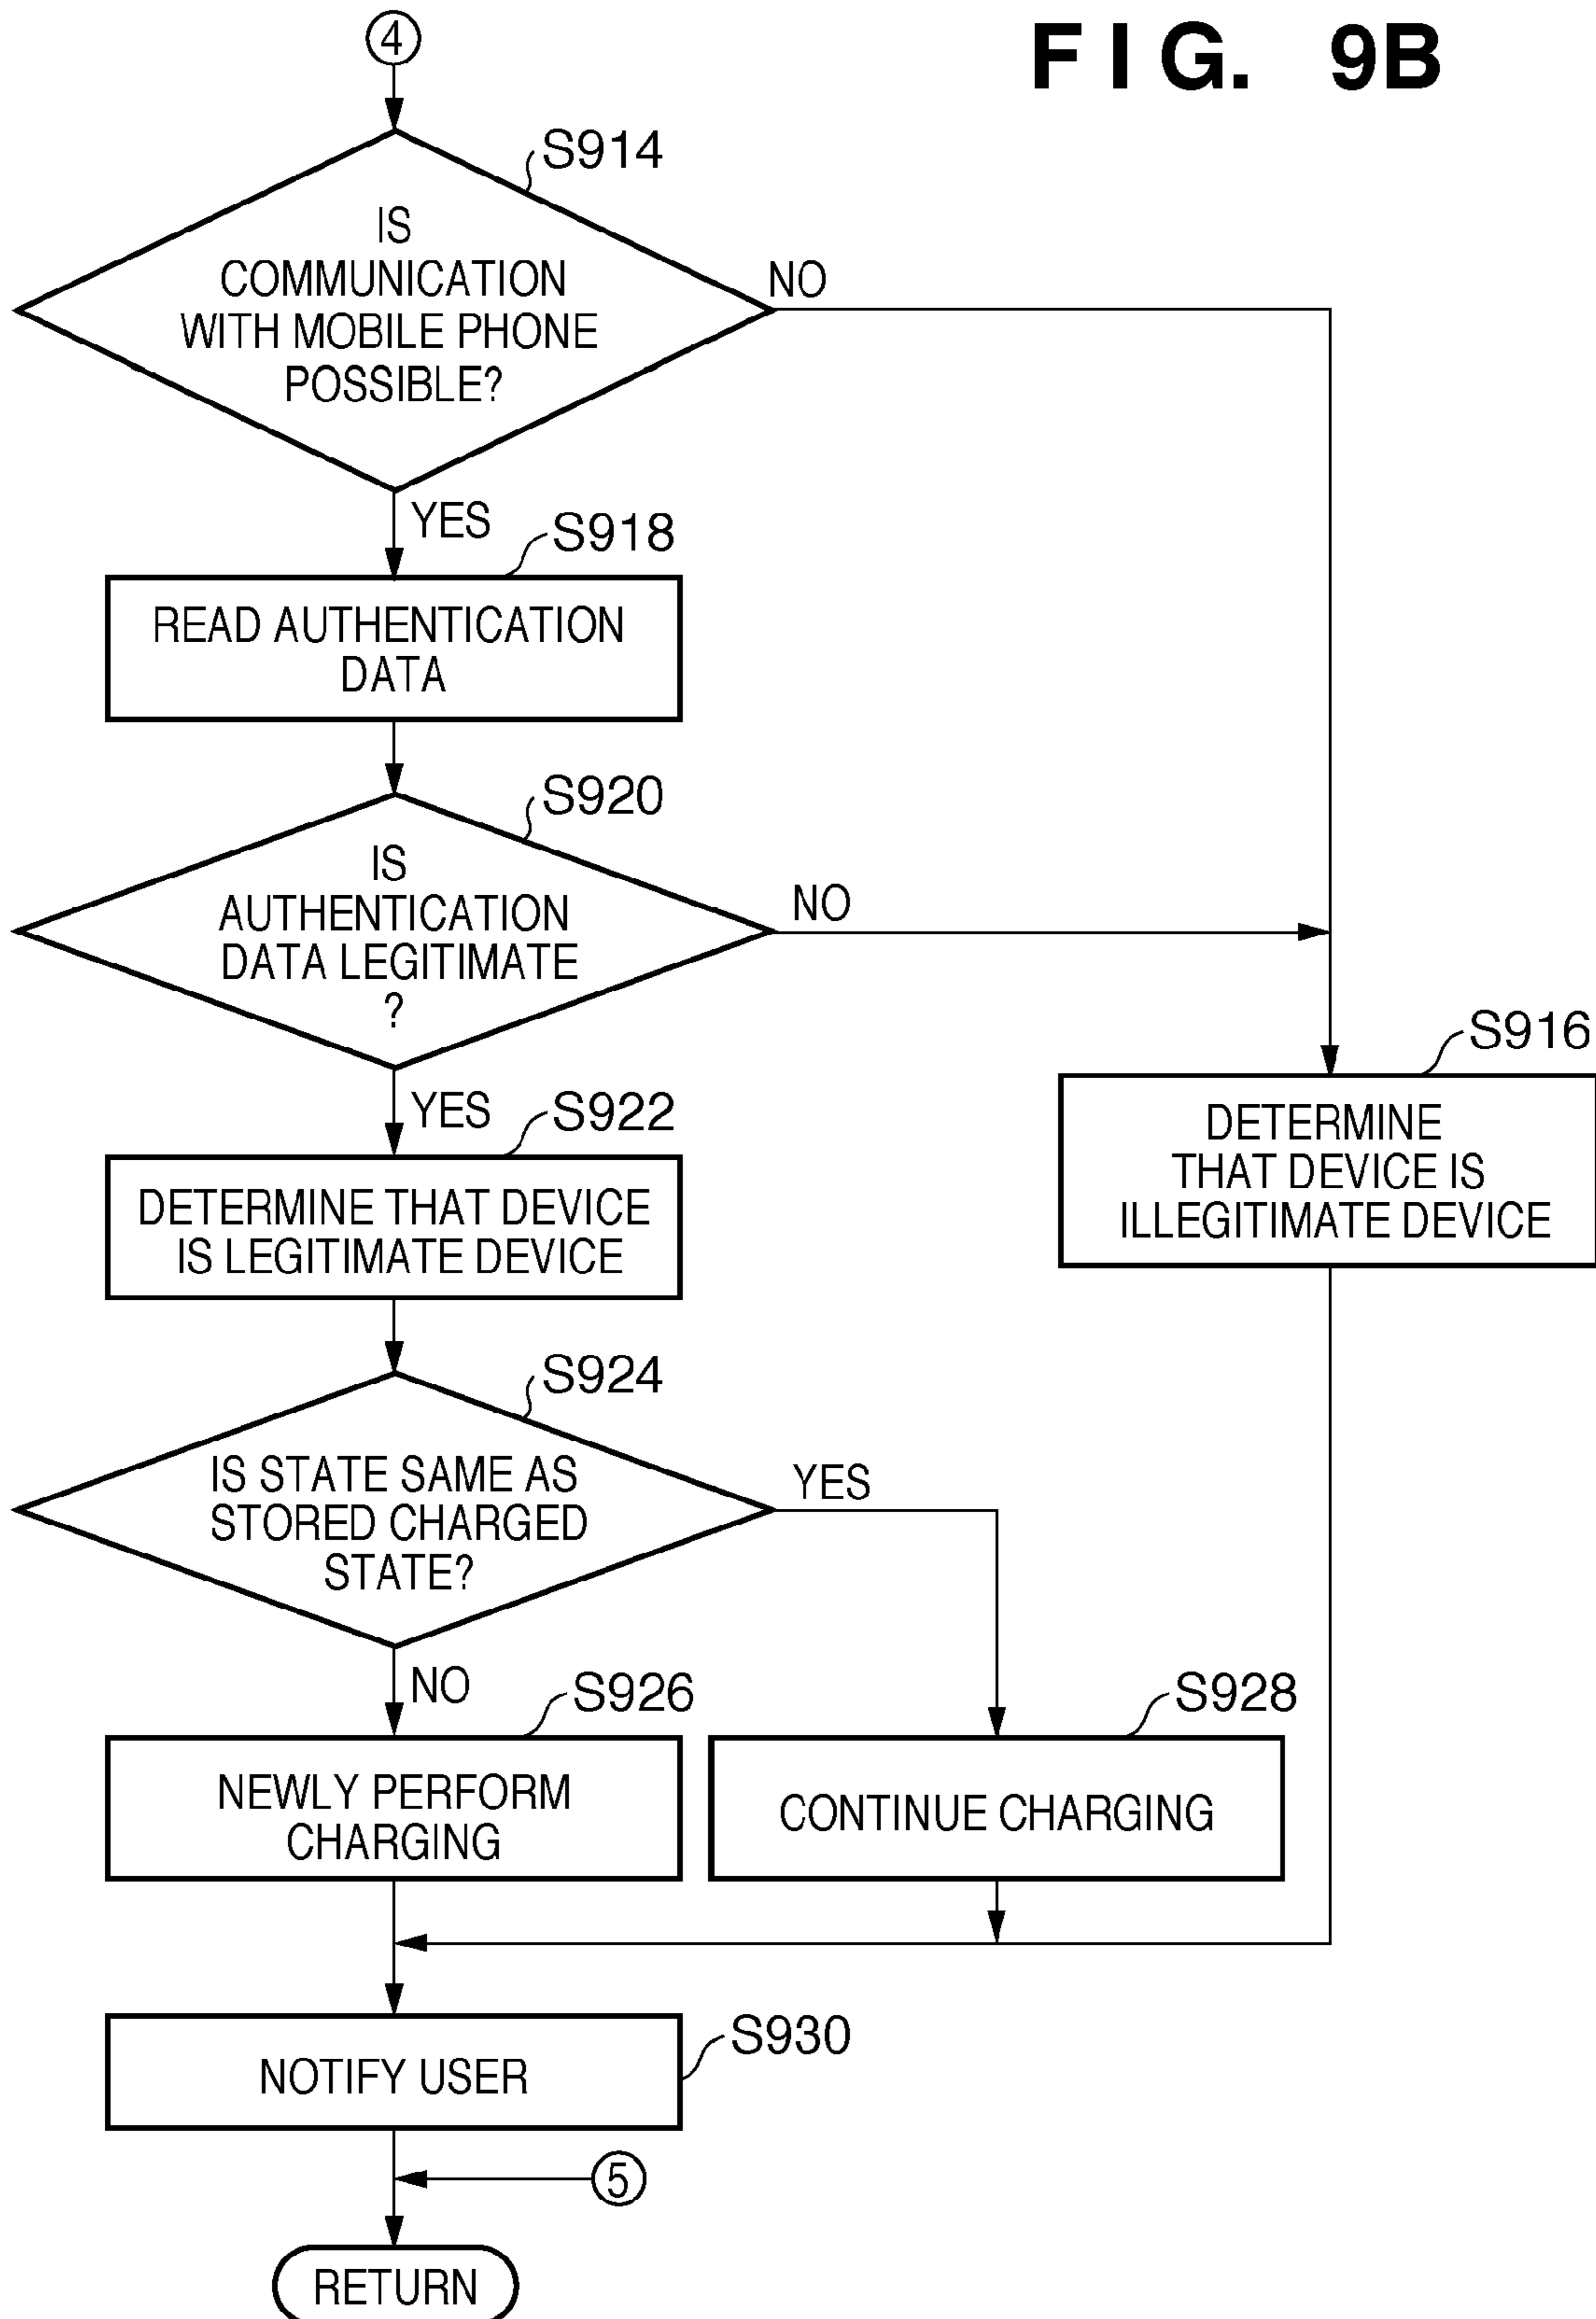 FIG. 9B
4
S914
IS
COMMUNICATION
WITH MOBILE PHONE
POSSIBLE?
NO
YES
S918
READ AUTHENTICATION
DATA
S920
IS
AUTHENTICATION
DATA LEGITIMATE
?
NO
YES
S916
DETERMINE
THAT DEVICE IS
ILLEGITIMATE DEVICE
S922
DETERMINE THAT DEVICE
IS LEGITIMATE DEVICE
S924
IS STATE SAME AS
STORED CHARGED
STATE?
YES
NO
S926
NEWLY PERFORM
CHARGING
S928
CONTINUE CHARGING
S930
NOTIFY USER
5
RETURN